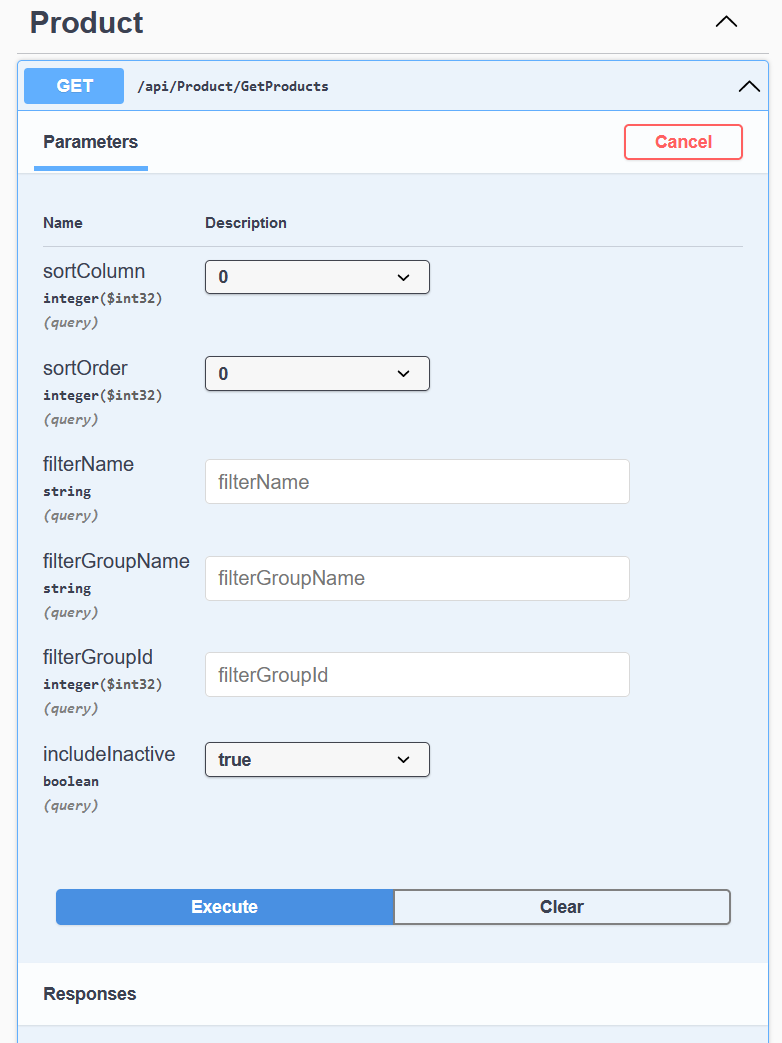 Product
GET /api/Product/GetProducts
Parameters Cancel
Name Description
sortColumn 0
integer($int32)
(query)
sortOrder 0
integer($int32)
(query)
filterName filterName
string
(query)
filterGroupName filterGroupName
string
(query)
filterGroupId filterGroupId
integer($int32)
(query)
includeInactive true
boolean
(query)
Execute Clear
Responses